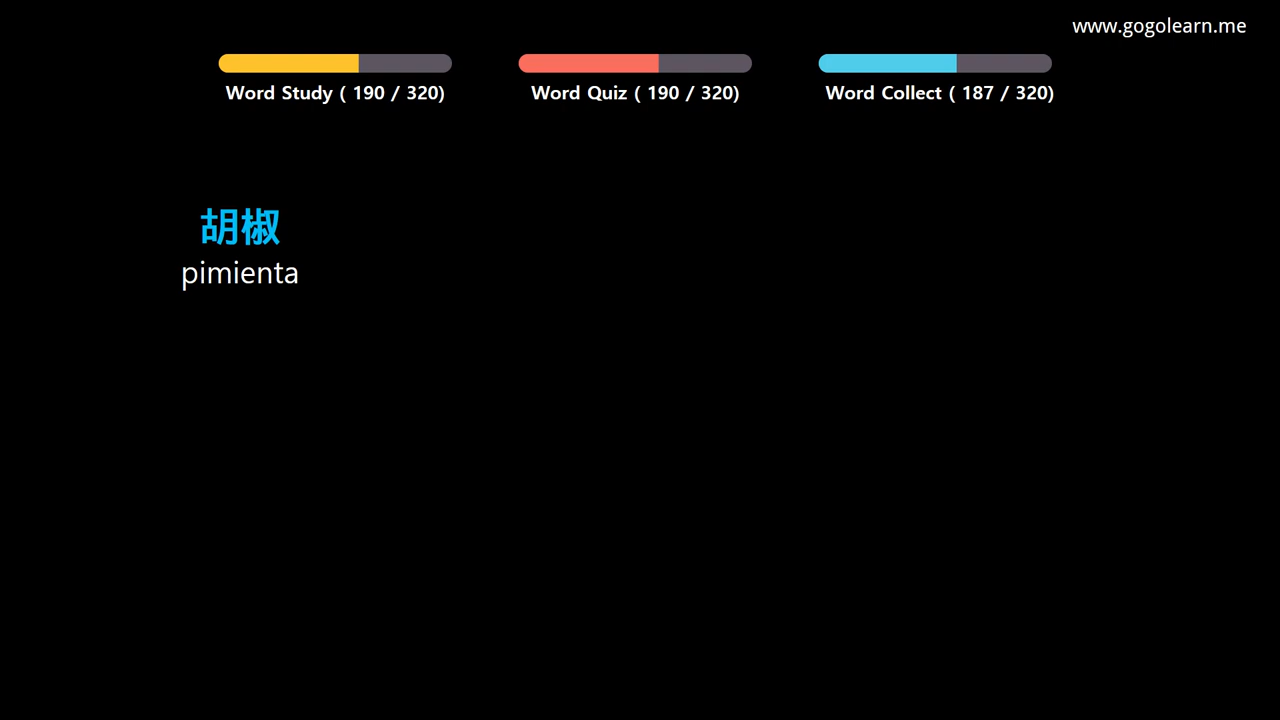 www.gogolearn.me
Word Study ( 190 / 320)
Word Quiz ( 190 / 320)
Word Collect ( 187 / 320)
胡椒
pimienta